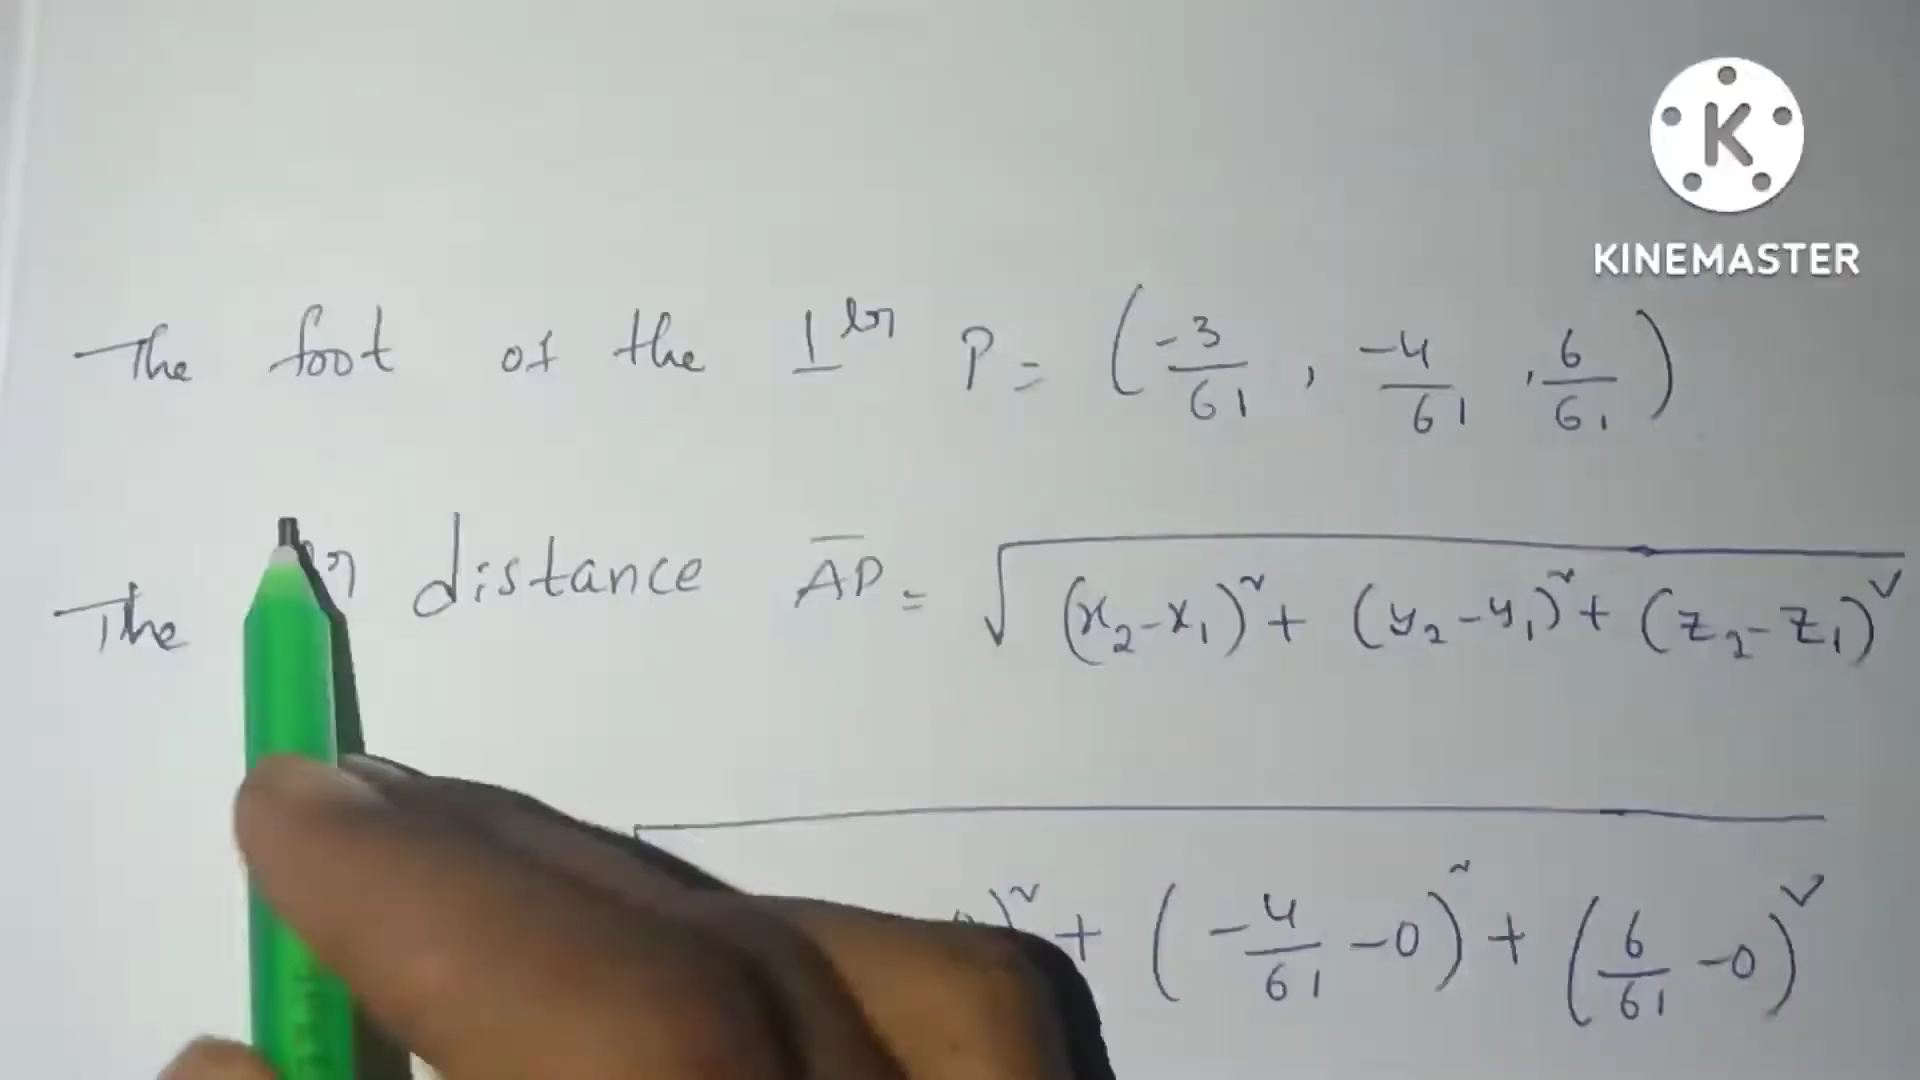 K
KINEMASTER
The foot of the ⊥lr P = (-3/61, -4/61, 6/61)
The distance AP̅ = √((x₂-x₁)² + (y₂-y₁)² + (z₂-z₁)²)
)² + (-4/61 -0)² + (6/61 -0)²